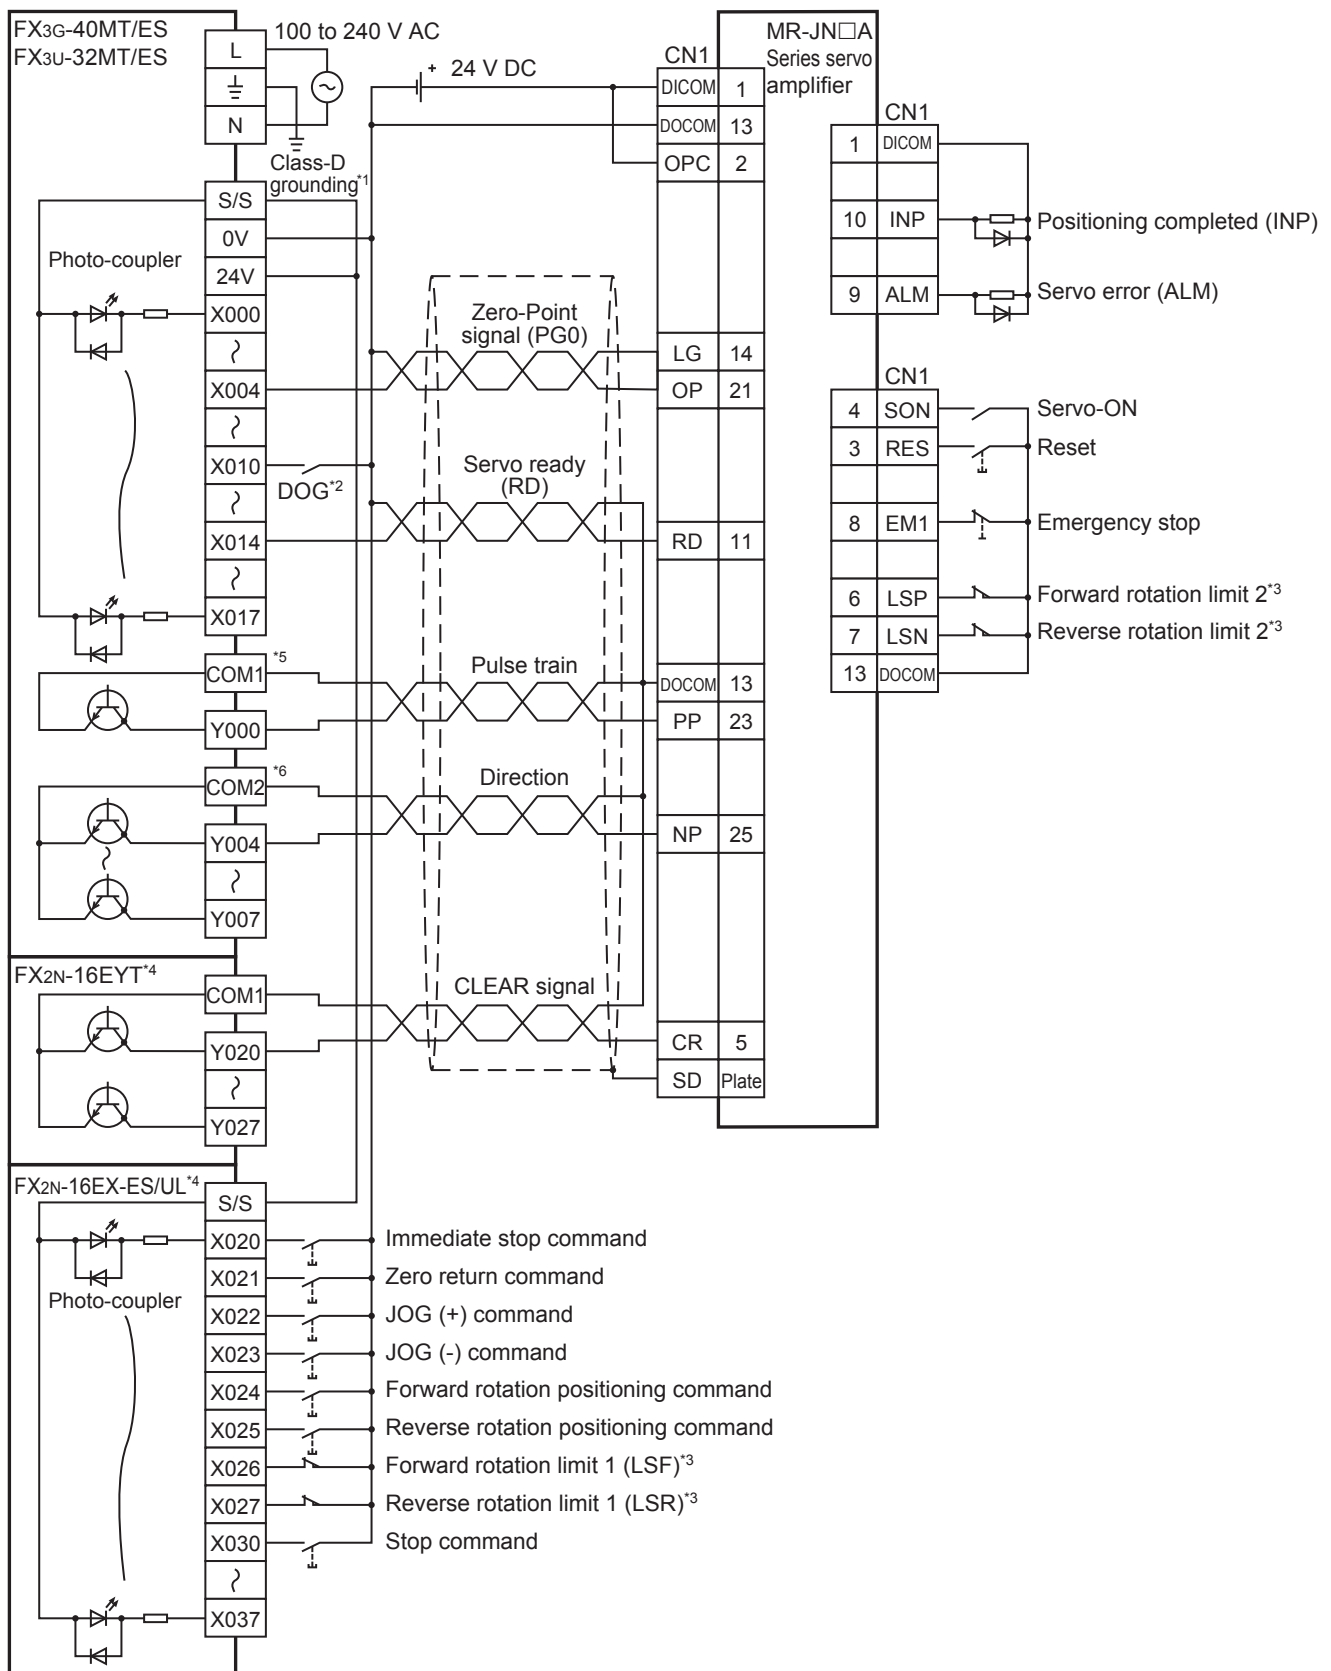 FX3G-40MT/ES
FX3U-32MT/ES
L
N
100 to 240 V AC
Class-D
grounding*1
24 V DC
+
S/S
0V
24V
X000
X004
X010
X014
X017
COM1
*5
Y000
COM2
*6
Y004
Y007
Photo-coupler
DOG*2
Zero-Point
signal (PG0)
Servo ready
(RD)
Pulse train
Direction
CLEAR signal
MR-JN□A
Series servo
amplifier
CN1
DICOM 1
DOCOM 13
OPC 2
LG 14
OP 21
RD 11
DOCOM 13
PP 23
NP 25
CR 5
SD Plate
CN1
1 DICOM
10 INP Positioning completed (INP)
9 ALM Servo error (ALM)
CN1
4 SON Servo-ON
3 RES Reset
8 EM1 Emergency stop
6 LSP Forward rotation limit 2*3
7 LSN Reverse rotation limit 2*3
13 DOCOM
FX2N-16EYT*4
COM1
Y020
Y027
FX2N-16EX-ES/UL*4
S/S
Photo-coupler
X020 Immediate stop command
X021 Zero return command
X022 JOG (+) command
X023 JOG (-) command
X024 Forward rotation positioning command
X025 Reverse rotation positioning command
X026 Forward rotation limit 1 (LSF)*3
X027 Reverse rotation limit 1 (LSR)*3
X030 Stop command
X037